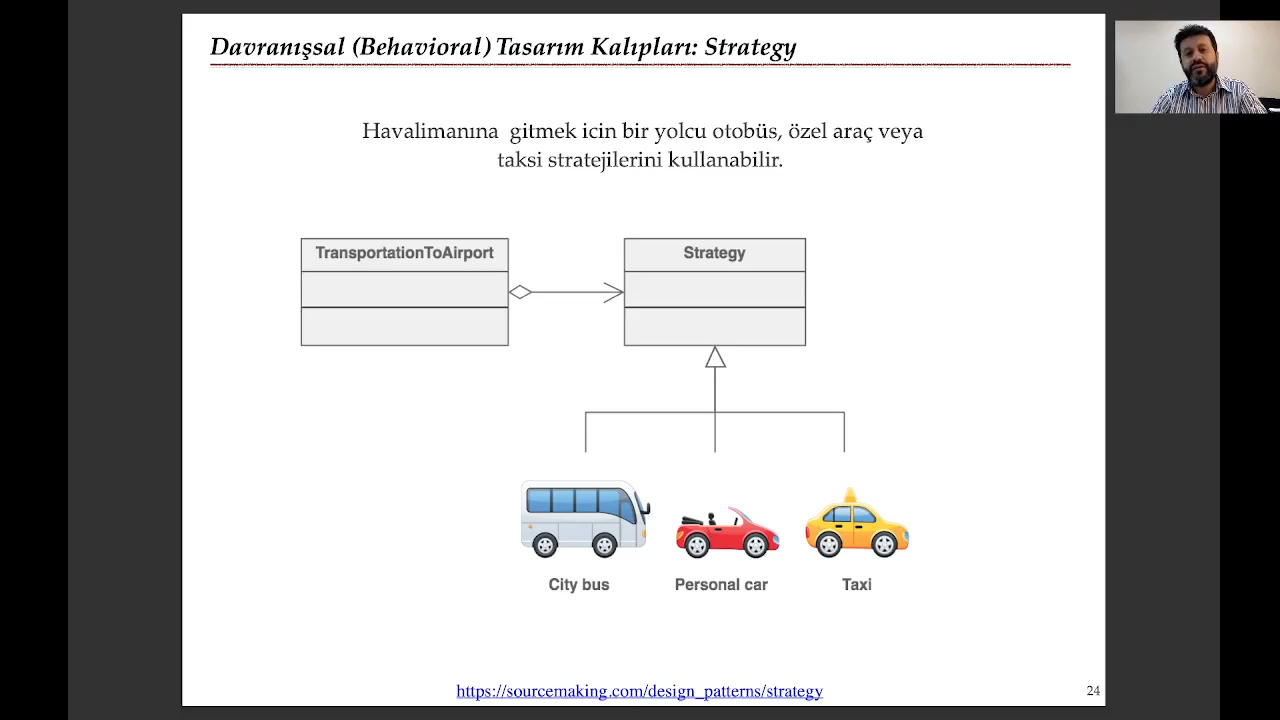 Davranışsal (Behavioral) Tasarım Kalıpları: Strategy
Havalimanına gitmek icin bir yolcu otobüs, özel araç veya
taksi stratejilerini kullanabilir.
TransportationToAirport
Strategy
City bus
Personal car
Taxi
https://sourcemaking.com/design_patterns/strategy
24